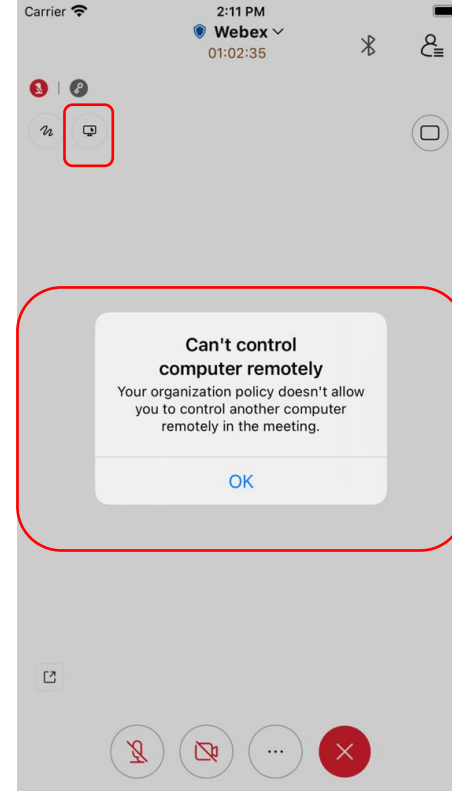 Carrier 2:11 PM
Webex
01:02:35
Can't control
computer remotely
Your organization policy doesn't allow
you to control another computer
remotely in the meeting.
OK